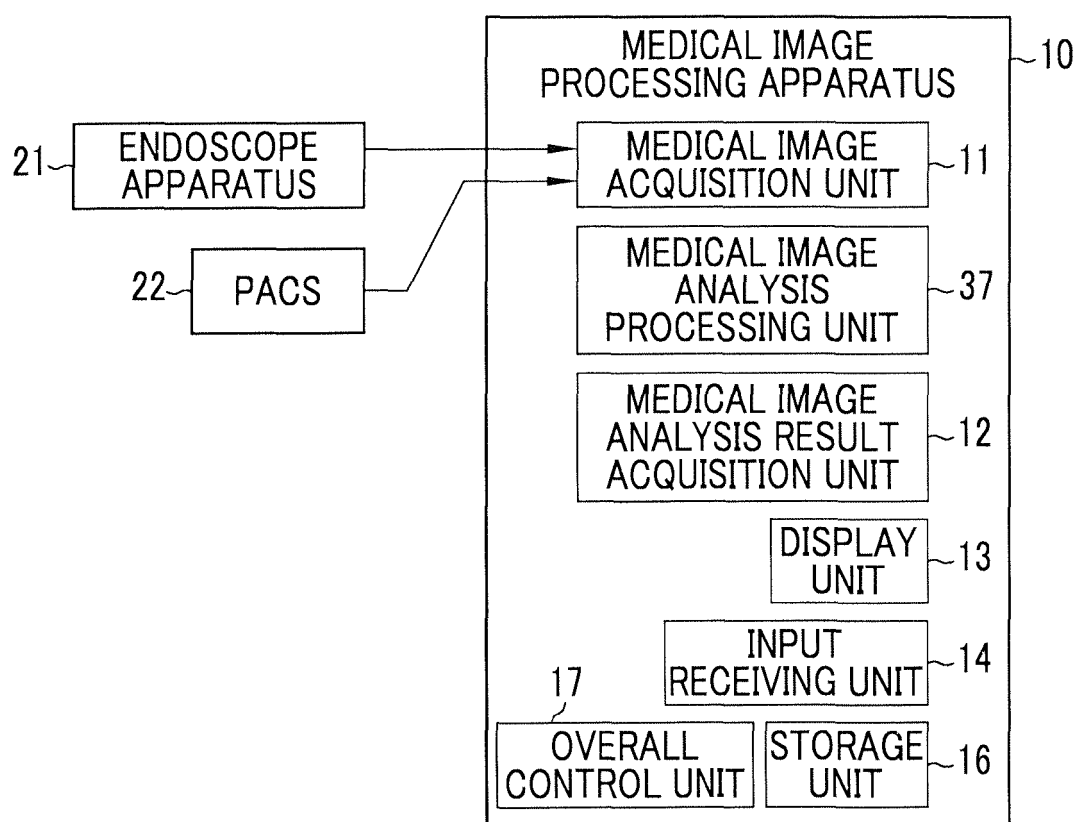 MEDICAL IMAGE
PROCESSING APPARATUS
10
21
ENDOSCOPE
APPARATUS
MEDICAL IMAGE
ACQUISITION UNIT
11
22
PACS
MEDICAL IMAGE
ANALYSIS
PROCESSING UNIT
37
MEDICAL IMAGE
ANALYSIS RESULT
ACQUISITION UNIT
12
DISPLAY
UNIT
13
INPUT
RECEIVING UNIT
14
17
OVERALL
CONTROL UNIT
STORAGE
UNIT
16